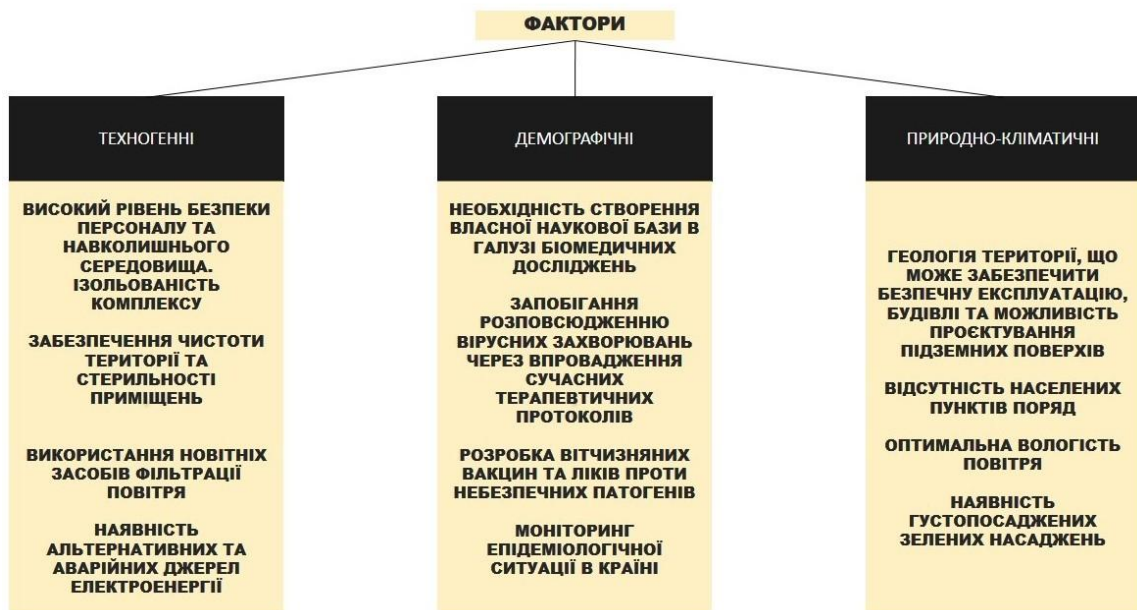 ФАКТОРИ
ТЕХНОГЕННІ
ВИСОКИЙ РІВЕНЬ БЕЗПЕКИ
ПЕРСОНАЛУ ТА
НАВКОЛИШНЬОГО
СЕРЕДОВИЩА.
ІЗОЛЬОВАНІСТЬ
КОМПЛЕКСУ
ЗАБЕЗПЕЧЕННЯ ЧИСТОТИ
ТЕРИТОРІЇ ТА
СТЕРИЛЬНОСТІ
ПРИМІЩЕНЬ
ВИКОРИСТАННЯ НОВІТНІХ
ЗАСОБІВ ФІЛЬТРАЦІЇ
ПОВІТРЯ
НАЯВНІСТЬ
АЛЬТЕРНАТИВНИХ ТА
АВАРІЙНИХ ДЖЕРЕЛ
ЕЛЕКТРОЕНЕРГІЇ
ДЕМОГРАФІЧНІ
НЕОБХІДНІСТЬ СТВОРЕННЯ
ВЛАСНОЇ НАУКОВОЇ БАЗИ В
ГАЛУЗІ БІОМЕДИЧНИХ
ДОСЛІДЖЕНЬ
ЗАПОБІГАННЯ
РОЗПОВСЮДЖЕННЮ
ВІРУСНИХ ЗАХВОРЮВАНЬ
ЧЕРЕЗ ВПРОВАДЖЕННЯ
СУЧАСНИХ
ТЕРАПЕВТИЧНИХ
ПРОТОКОЛІВ
РОЗРОБКА ВІТЧИЗНЯНИХ
ВАКЦИН ТА ЛІКІВ ПРОТИ
НЕБЕЗПЕЧНИХ ПАТОГЕНІВ
МОНІТОРИНГ
ЕПІДЕМІОЛОГІЧНОЇ
СИТУАЦІЇ В КРАЇНІ
ПРИРОДНО-КЛІМАТИЧНІ
ГЕОЛОГІЯ ТЕРИТОРІЇ, ЩО
МОЖЕ ЗАБЕЗПЕЧИТИ
БЕЗПЕЧНУ ЕКСПЛУАТАЦІЮ,
БУДІВЛІ ТА МОЖЛИВІСТЬ
ПРОЄКТУВАННЯ
ПІДЗЕМНИХ ПОВЕРХІВ
ВІДСУТНІСТЬ НАСЕЛЕНИХ
ПУНКТІВ ПОРЯД
ОПТИМАЛЬНА ВОЛОГІСТЬ
ПОВІТРЯ
НАЯВНІСТЬ
ГУСТОПОСАДЖЕНИХ
ЗЕЛЕНИХ НАСАДЖЕНЬ